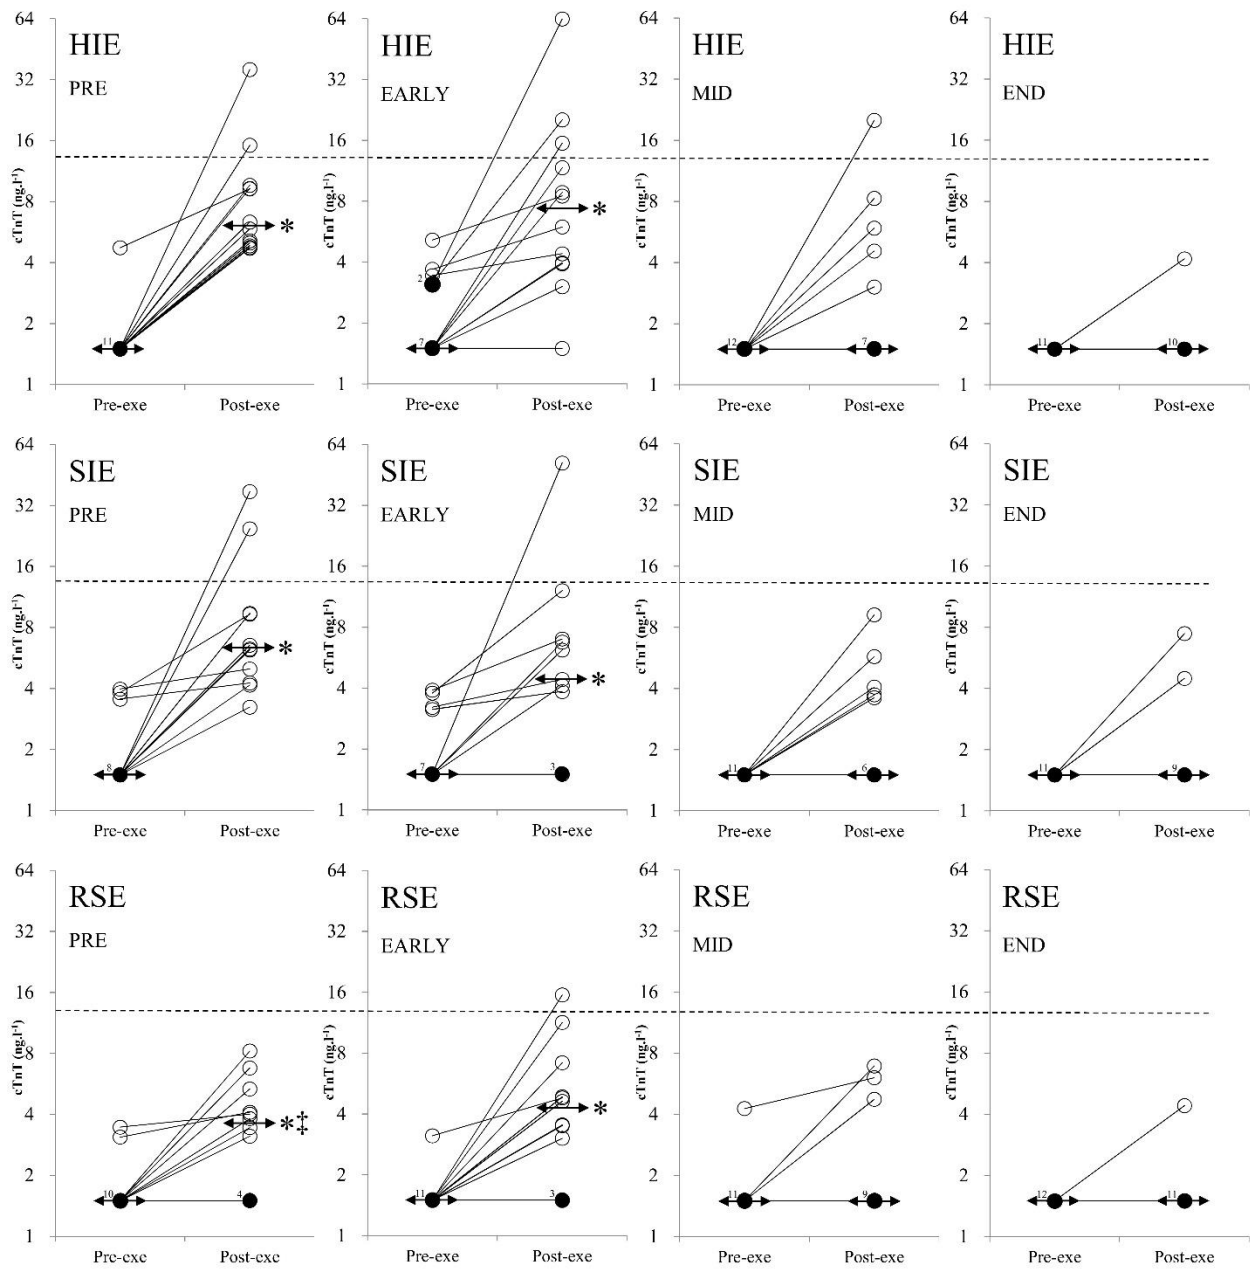 64 64 64 64
HIE HIE HIE HIE
32 32 32 32
PRE EARLY MID END
16 16 16 16
cTnT (ng.l-1) cTnT (ng.l-1) cTnT (ng.l-1) cTnT (ng.l-1)
8 8 8 8
* *
4 4 4 4
2
2 2 2 2
11 7 12 7 11 10
1 1 1 1
Pre-exe Post-exe Pre-exe Post-exe Pre-exe Post-exe Pre-exe Post-exe
64 64 64 64
SIE SIE SIE SIE
32 32 32 32
PRE EARLY MID END
16 16 16 16
cTnT (ng.l-1) cTnT (ng.l-1) cTnT (ng.l-1) cTnT (ng.l-1)
8 8 8 8
* *
4 4 4 4
2 2 2 2
8 7 3 11 6 11 9
1 1 1 1
Pre-exe Post-exe Pre-exe Post-exe Pre-exe Post-exe Pre-exe Post-exe
64 64 64 64
RSE RSE RSE RSE
32 32 32 32
PRE EARLY MID END
16 16 16 16
cTnT (ng.l-1) cTnT (ng.l-1) cTnT (ng.l-1) cTnT (ng.l-1)
8 8 8 8
4 4 4 4
*‡ *
2 2 2 2
10 4 11 3 11 9 12 11
1 1 1 1
Pre-exe Post-exe Pre-exe Post-exe Pre-exe Post-exe Pre-exe Post-exe